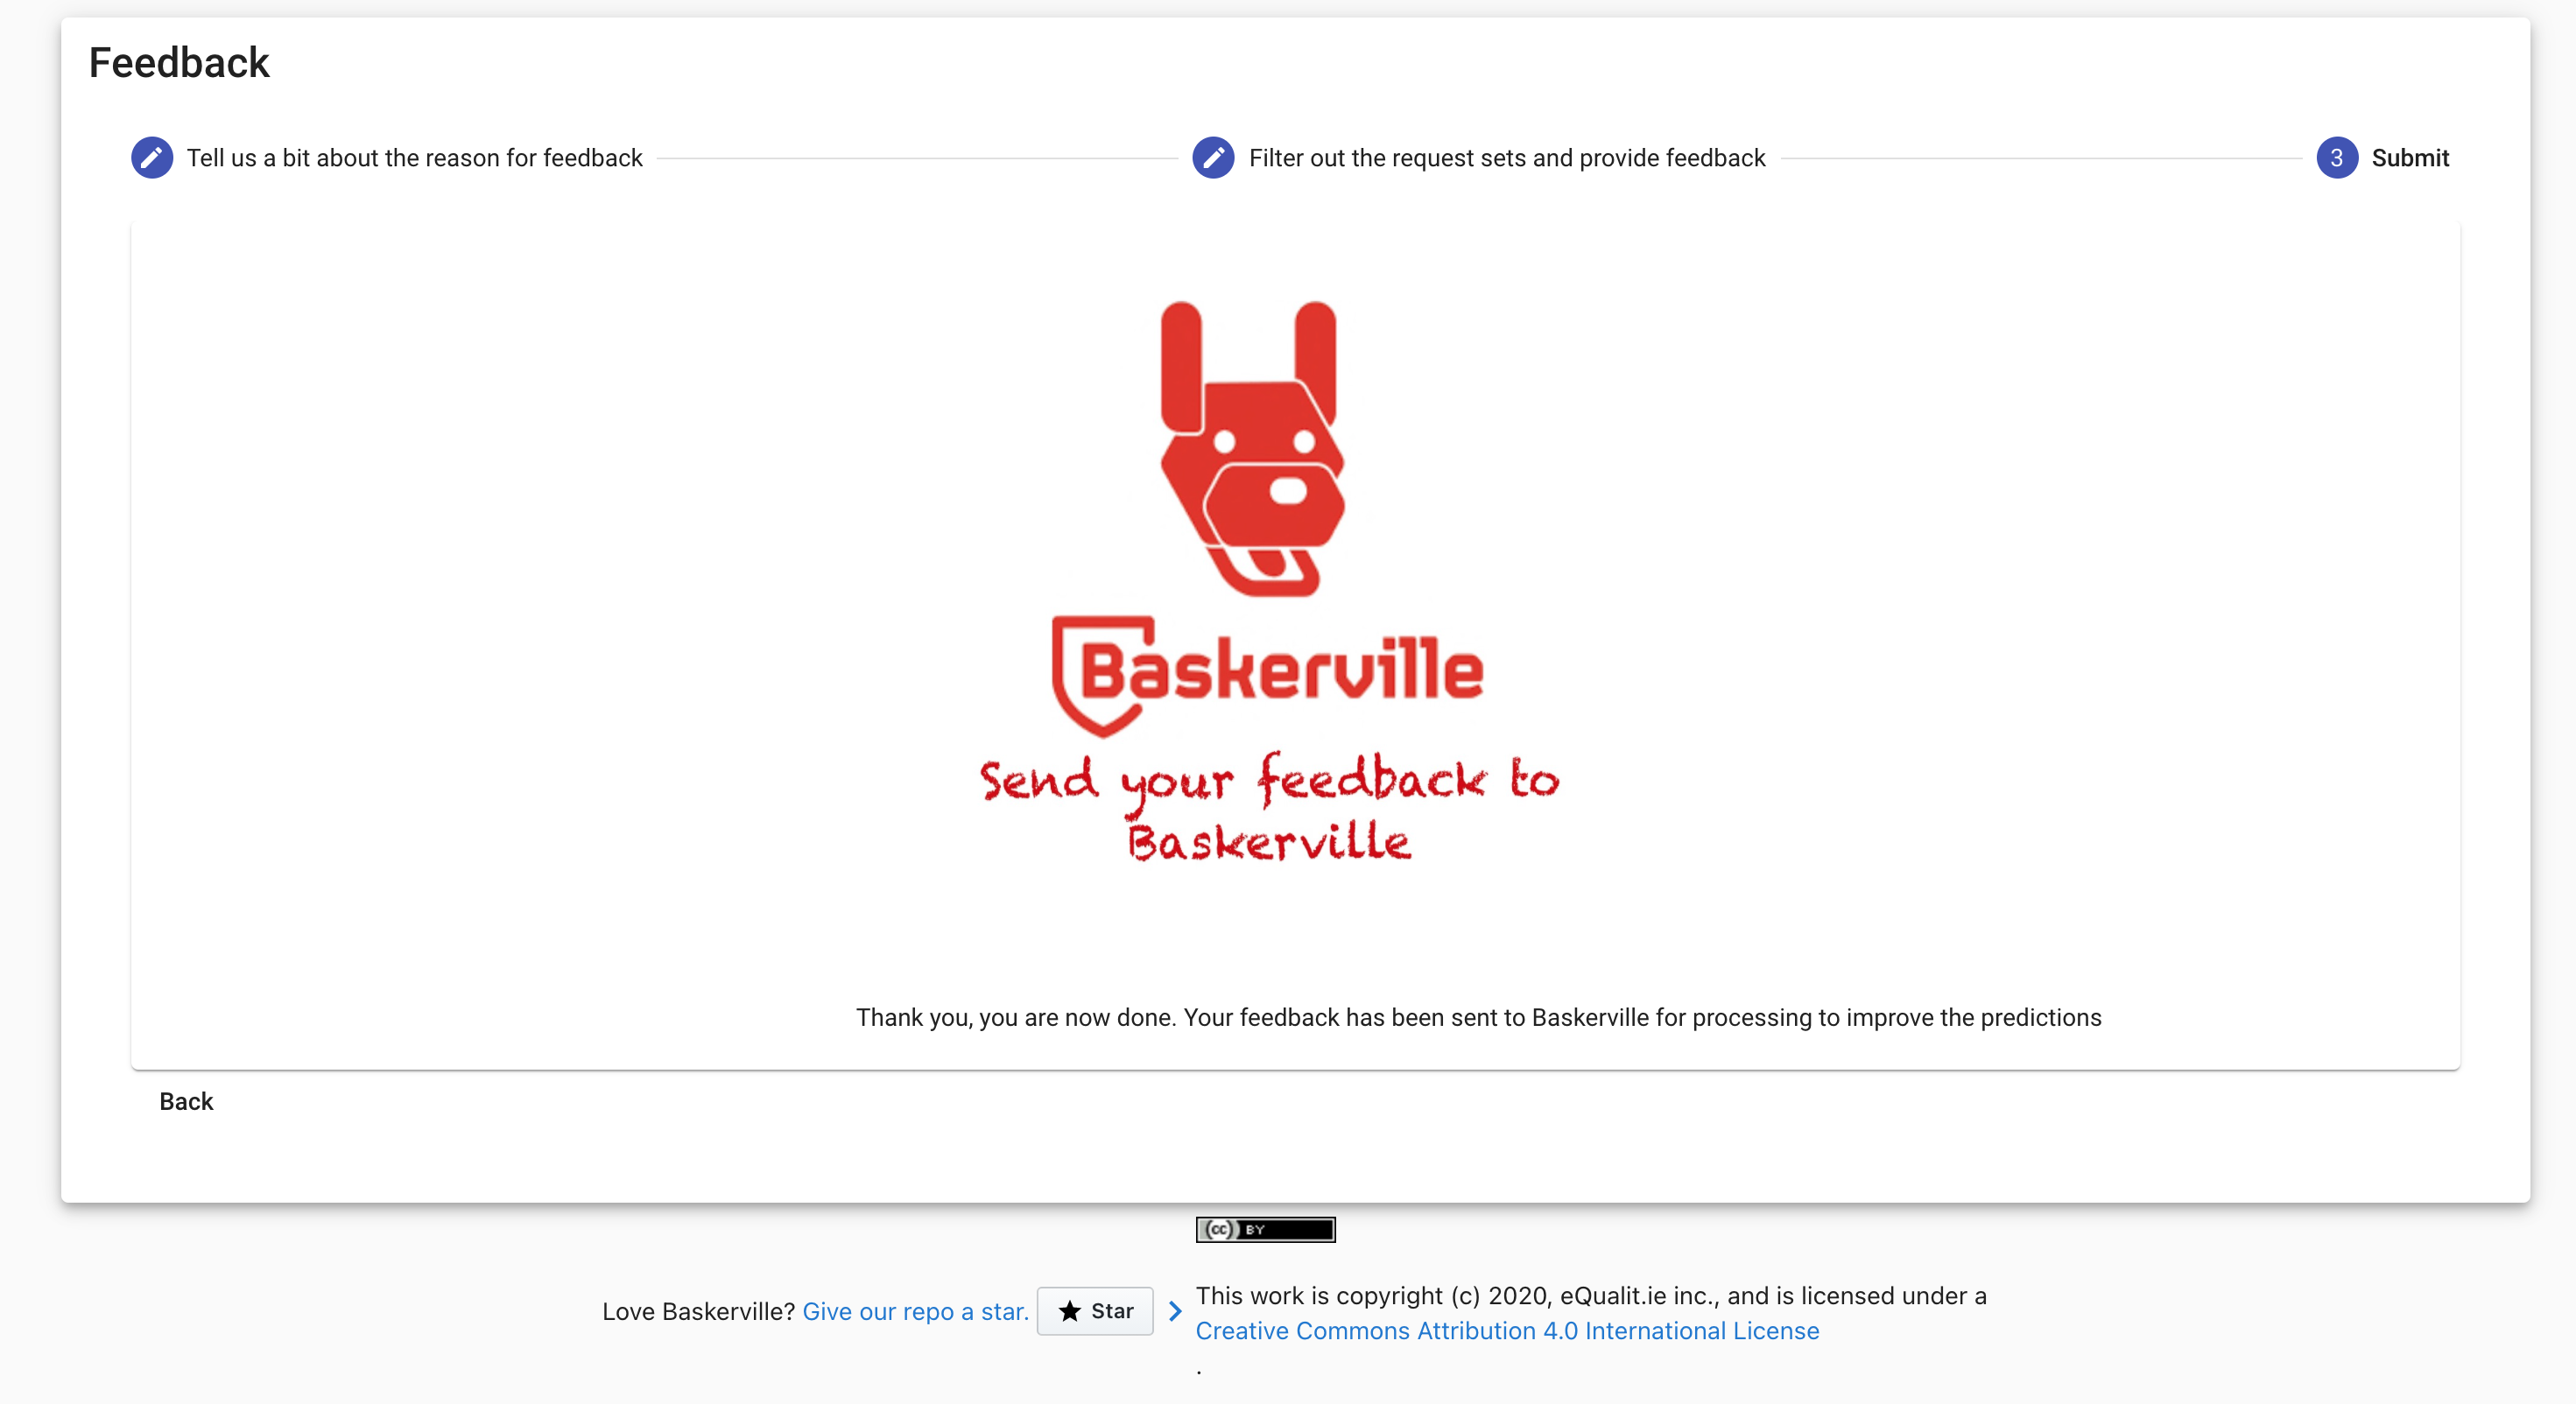 Feedback
Tell us a bit about the reason for feedback
Filter out the request sets and provide feedback
3 Submit
Baskerville
Send your feedback to
Baskerville
Thank you, you are now done. Your feedback has been sent to Baskerville for processing to improve the predictions
Back
(cc) BY
Love Baskerville? Give our repo a star. Star
This work is copyright (c) 2020, eQualit.ie inc., and is licensed under a
Creative Commons Attribution 4.0 International License
.